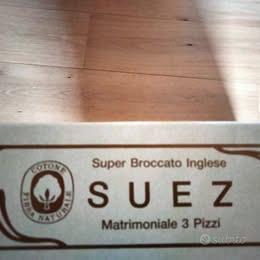 Super Broccato Inglese
COTONE
FIBRA NATURALE
SUEZ
Matrimoniale 3 Pizzi
subito